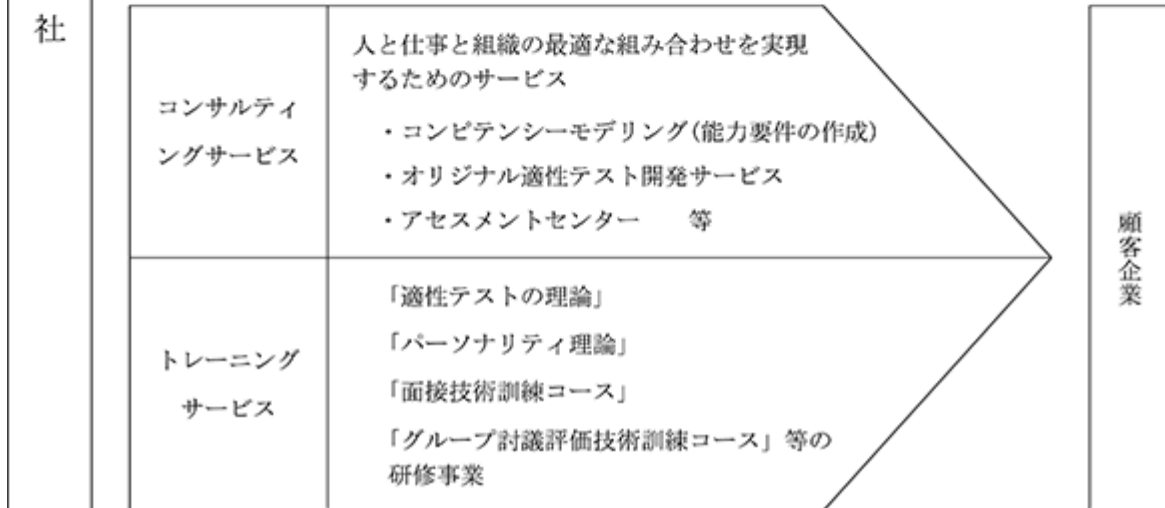 社
コンサルティ
ングサービス
人と仕事と組織の最適な組み合わせを実現
するためのサービス
・コンピテンシーモデリング(能力要件の作成)
・オリジナル適性テスト開発サービス
・アセスメントセンター　　等
トレーニング
サービス
「適性テストの理論」
「パーソナリティ理論」
「面接技術訓練コース」
「グループ討議評価技術訓練コース」等の
研修事業
顧客企業